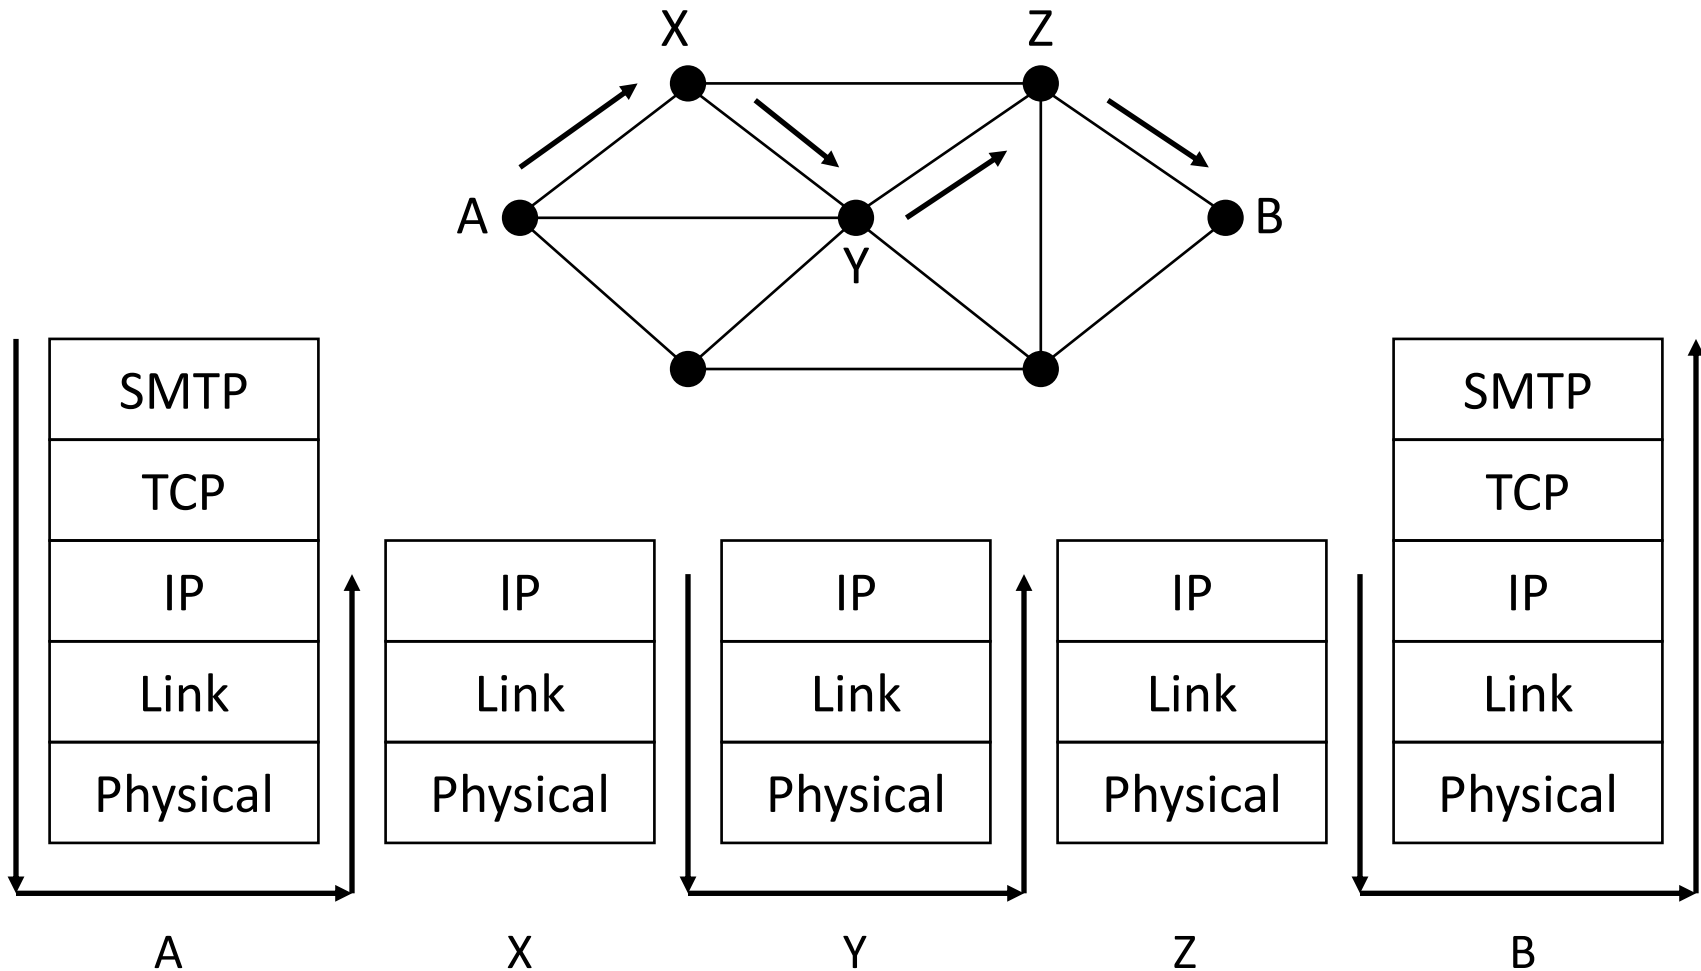 X Z
A B
Y
SMTP SMTP
TCP TCP
IP IP IP IP IP
Link Link Link Link Link
Physical Physical Physical Physical Physical
A X Y Z B